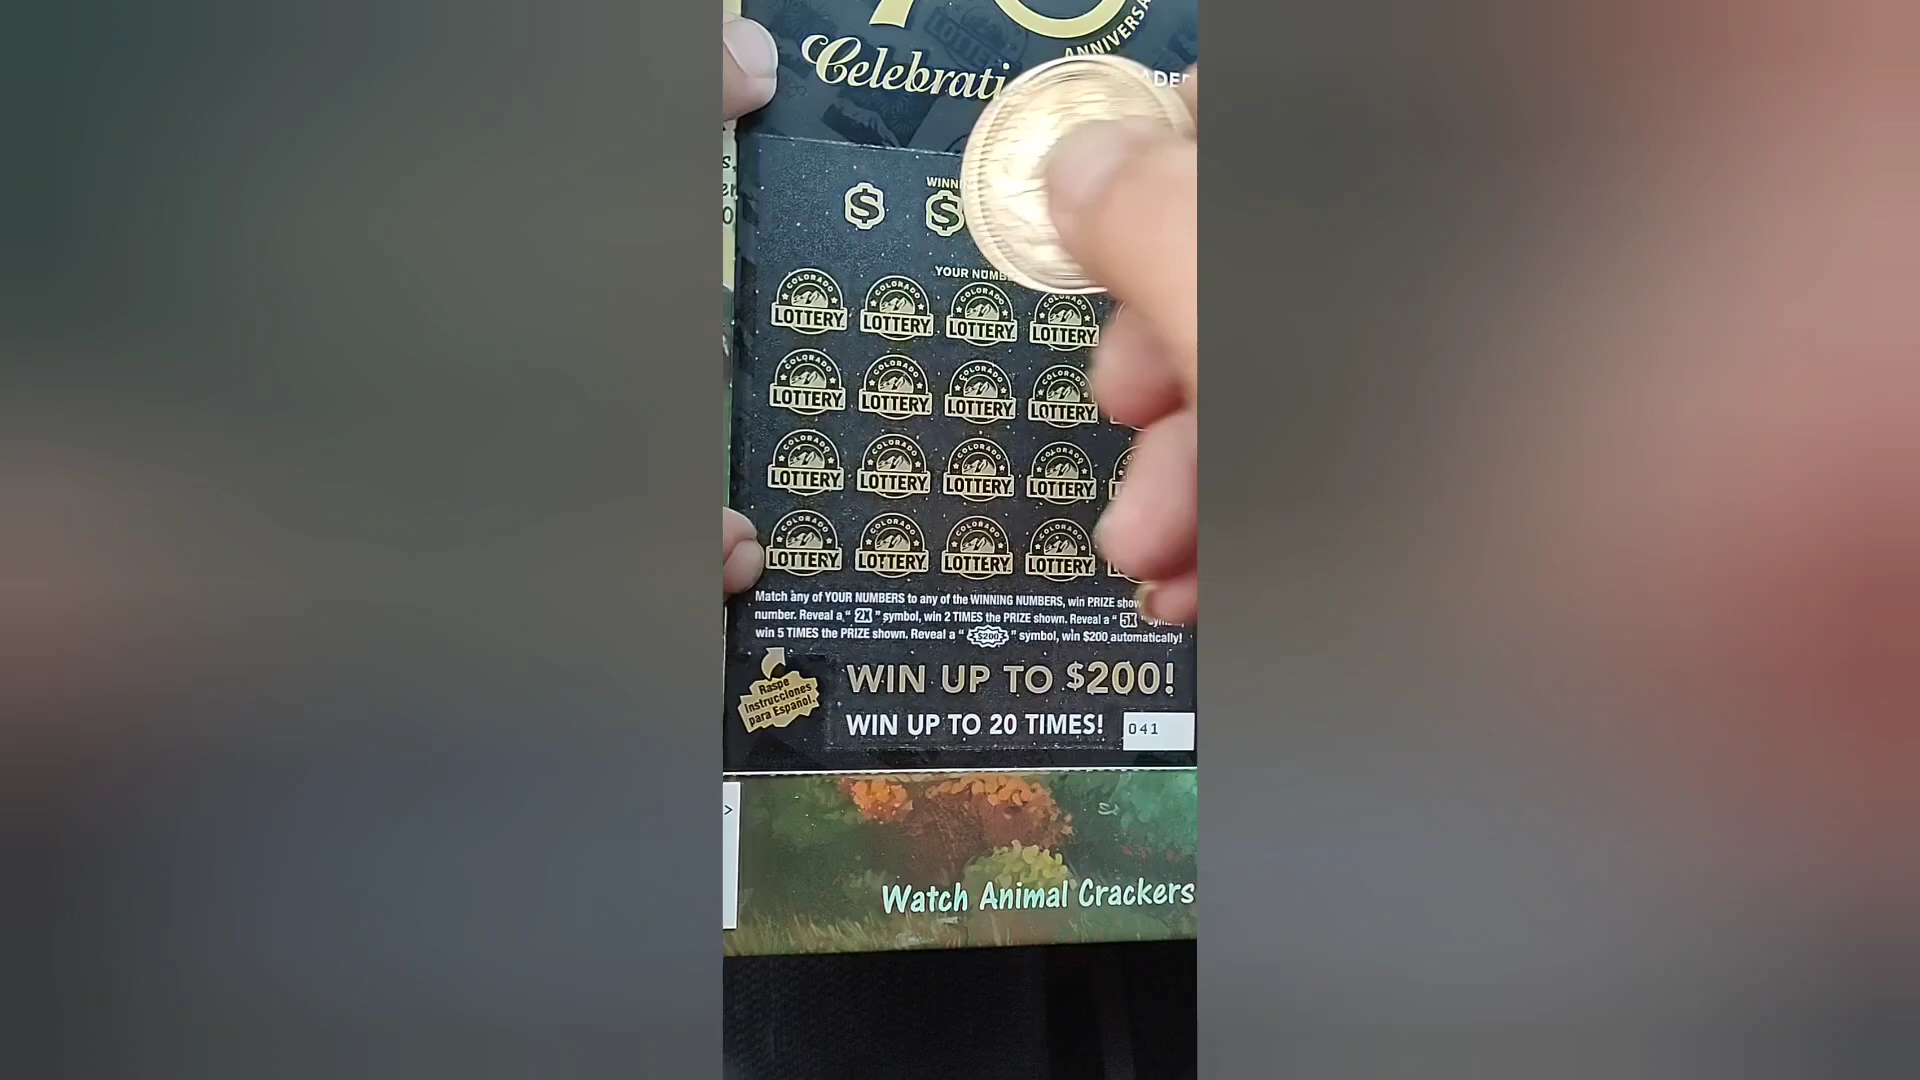 ANNIVERSA
Celebrati
ADE
WINN
$ $
YOUR NUMB
COLORADO LOTTERY COLORADO LOTTERY COLORADO LOTTERY COLORADO LOTTERY
COLORADO LOTTERY COLORADO LOTTERY COLORADO LOTTERY COLORADO LOTTERY
COLORADO LOTTERY COLORADO LOTTERY COLORADO LOTTERY COLORADO LOTTERY
COLORADO LOTTERY COLORADO LOTTERY COLORADO LOTTERY COLORADO LOTTERY
Match any of YOUR NUMBERS to any of the WINNING NUMBERS, win PRIZE show
number. Reveal a " 2X " symbol, win 2 TIMES the PRIZE shown. Reveal a " 5X "
win 5 TIMES the PRIZE shown. Reveal a " $200 " symbol, win $200 automatically!
Raspe
Instrucciones
para Español.
WIN UP TO $200!
WIN UP TO 20 TIMES!
041
>
Watch Animal Crackers